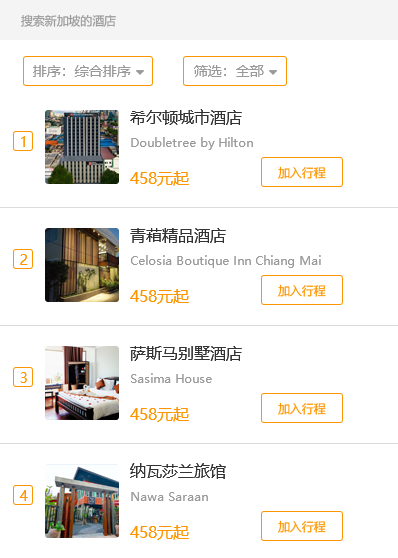 搜索新加坡的酒店
排序：综合排序
筛选：全部
1
希尔顿城市酒店
Doubletree by Hilton
458元起
加入行程
2
青葙精品酒店
Celosia Boutique Inn Chiang Mai
458元起
加入行程
3
萨斯马别墅酒店
Sasima House
458元起
加入行程
4
纳瓦莎兰旅馆
Nawa Saraan
458元起
加入行程